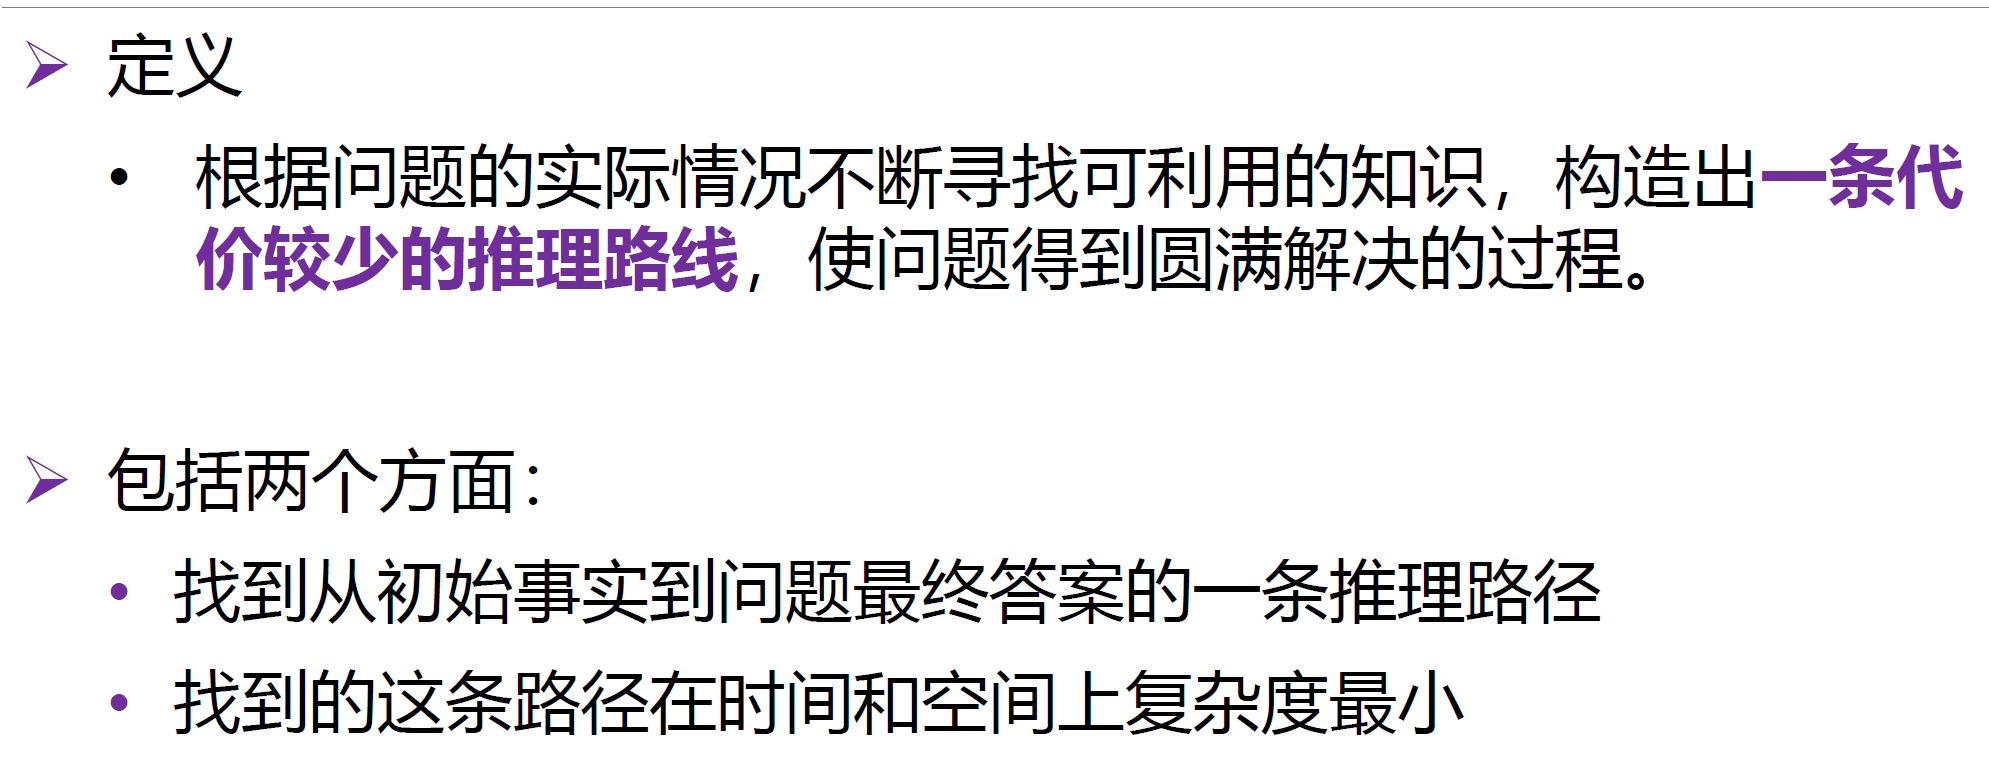 定义
根据问题的实际情况不断寻找可利用的知识，构造出一条代
价较少的推理路线，使问题得到圆满解决的过程。
包括两个方面：
找到从初始事实到问题最终答案的一条推理路径
找到的这条路径在时间和空间上复杂度最小